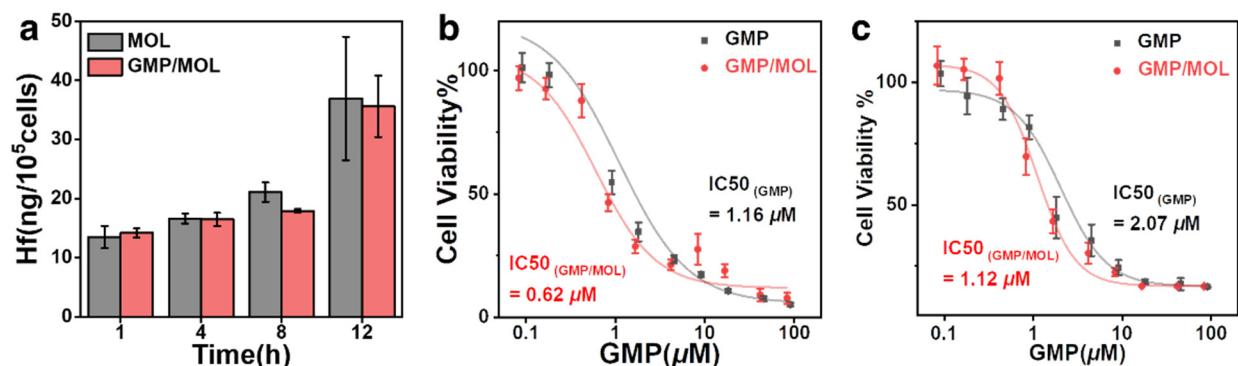 a
50
40
30
20
10
0
Hf(ng/10⁵cells)
MOL
GMP/MOL
1 4 8 12
Time(h)
b
100
50
0
Cell Viability%
GMP
GMP/MOL
IC50 (GMP)
= 1.16 µM
IC50 (GMP/MOL)
= 0.62 µM
0.1 1 10 100
GMP(µM)
c
100
50
Cell Viability %
GMP
GMP/MOL
IC50 (GMP)
= 2.07 µM
IC50 (GMP/MOL)
= 1.12 µM
0.1 1 10 100
GMP(µM)